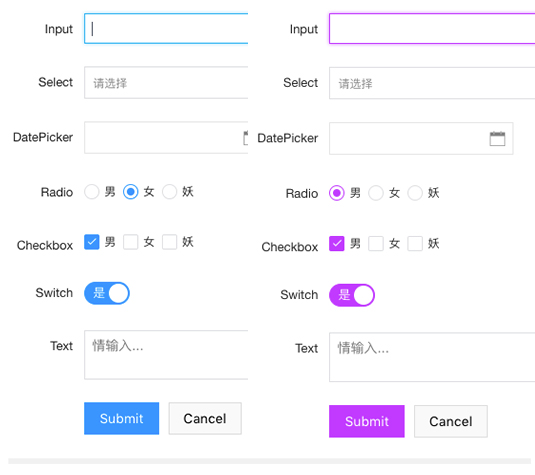 Input
Select 请选择
DatePicker
Radio 男 女 妖
Checkbox 男 女 妖
Switch 是
Text 情输入...
Submit Cancel
Input
Select 请选择
DatePicker
Radio 男 女 妖
Checkbox 男 女 妖
Switch 是
Text 情输入...
Submit Cancel